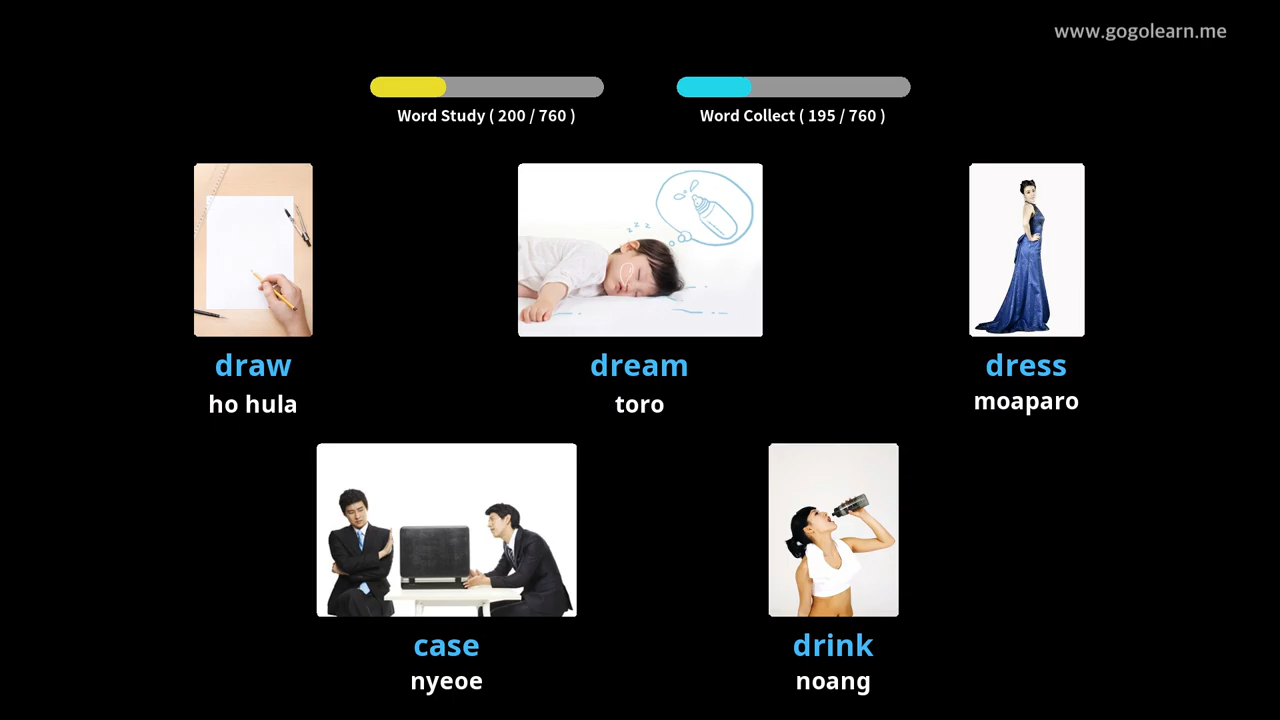 www.gogolearn.me
Word Study ( 200 / 760 )
Word Collect ( 195 / 760 )
draw
ho hula
dream
toro
dress
moaparo
case
nyeoe
drink
noang